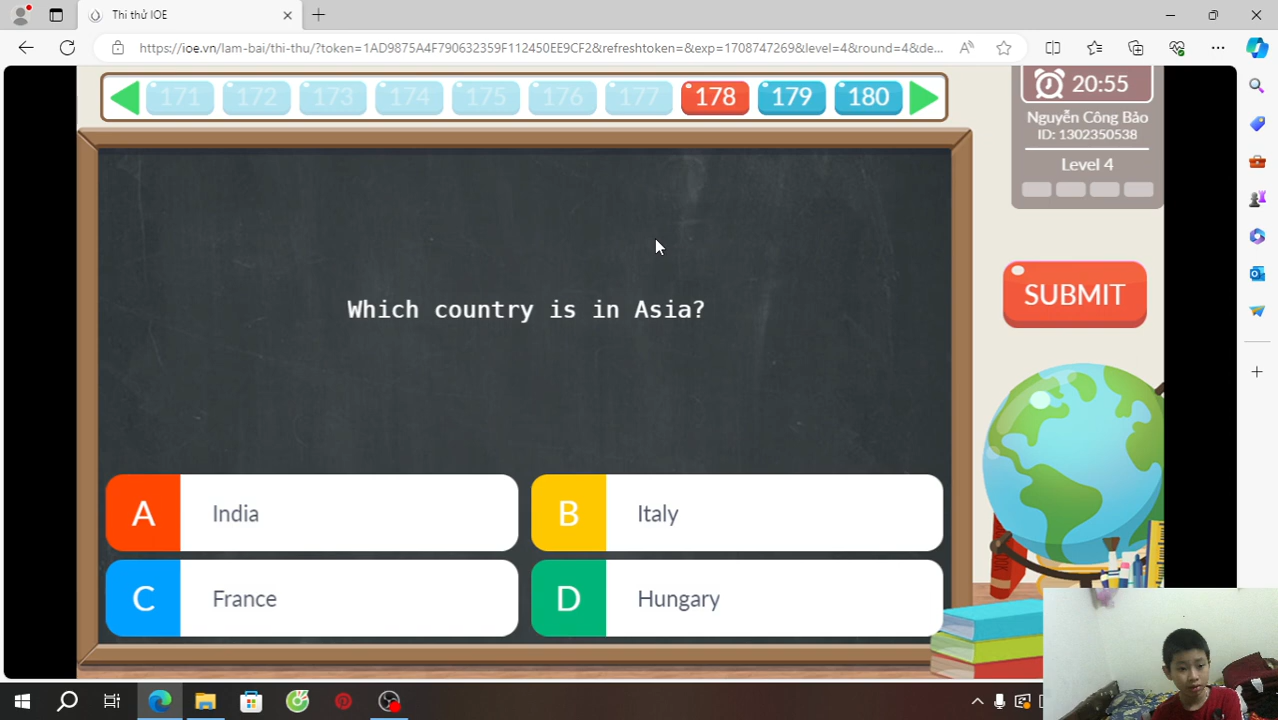 Thi thử IOE
https://ioe.vn/lam-bai/thi-thu/?token=1AD9875A4F790632359F112450EE9CF2&refreshtoken=&exp=1708747269&level=4&round=4&de...
171 172 173 174 175 176 177 178 179 180
20:55
Nguyễn Công Bảo
ID: 1302350538
Level 4
Which country is in Asia?
SUBMIT
A India
B Italy
C France
D Hungary